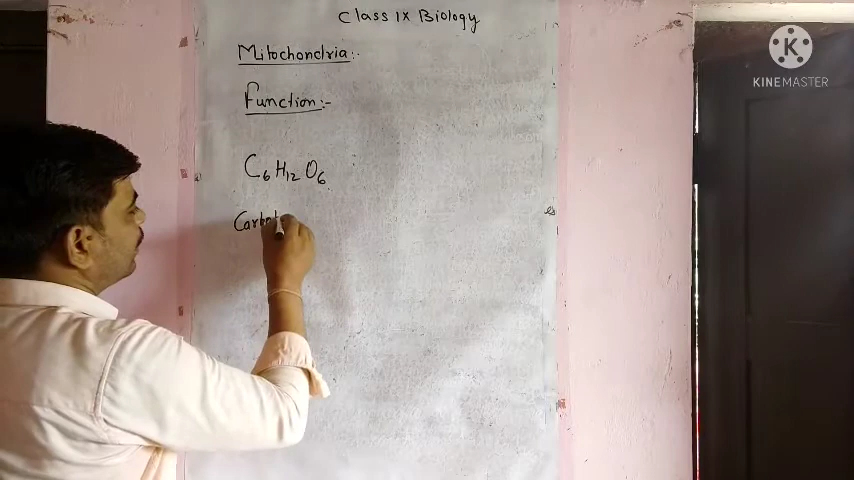 Class IX Biology
Mitochondria:-
Function:-
C6H12O6
K
KINEMASTER